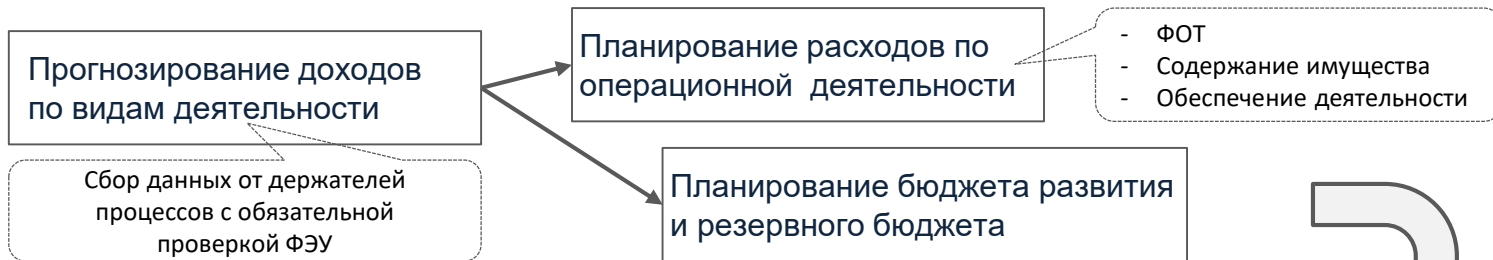 Прогнозирование доходов
по видам деятельности
Сбор данных от держателей
процессов с обязательной
проверкой ФЭУ
Планирование расходов по
операционной деятельности
- ФОТ
- Содержание имущества
- Обеспечение деятельности
Планирование бюджета развития
и резервного бюджета